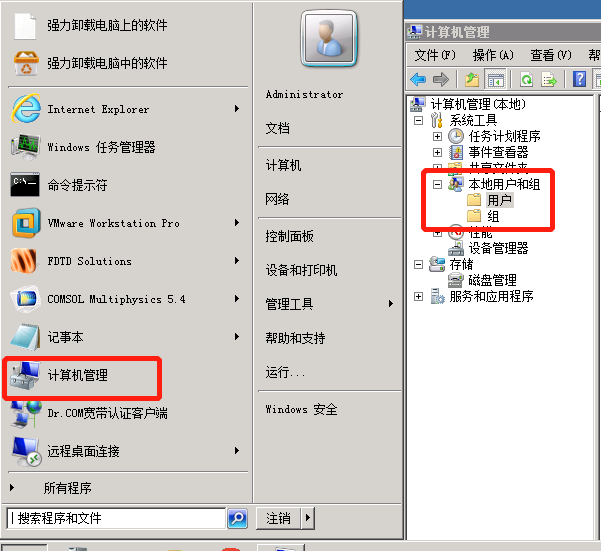 强力卸载电脑上的软件
强力卸载电脑中的软件
Internet Explorer
Windows 任务管理器
命令提示符
VMware Workstation Pro
FDTD Solutions
COMSOL Multiphysics 5.4
记事本
计算机管理
Dr.COM宽带认证客户端
远程桌面连接
所有程序
搜索程序和文件
Administrator
文档
计算机
网络
控制面板
设备和打印机
管理工具
帮助和支持
运行...
Windows 安全
注销
计算机管理
文件(F) 操作(A) 查看(V) 帮
计算机管理(本地)
系统工具
任务计划程序
事件查看器
共享文件夹
本地用户和组
用户
组
性能
设备管理器
存储
磁盘管理
服务和应用程序